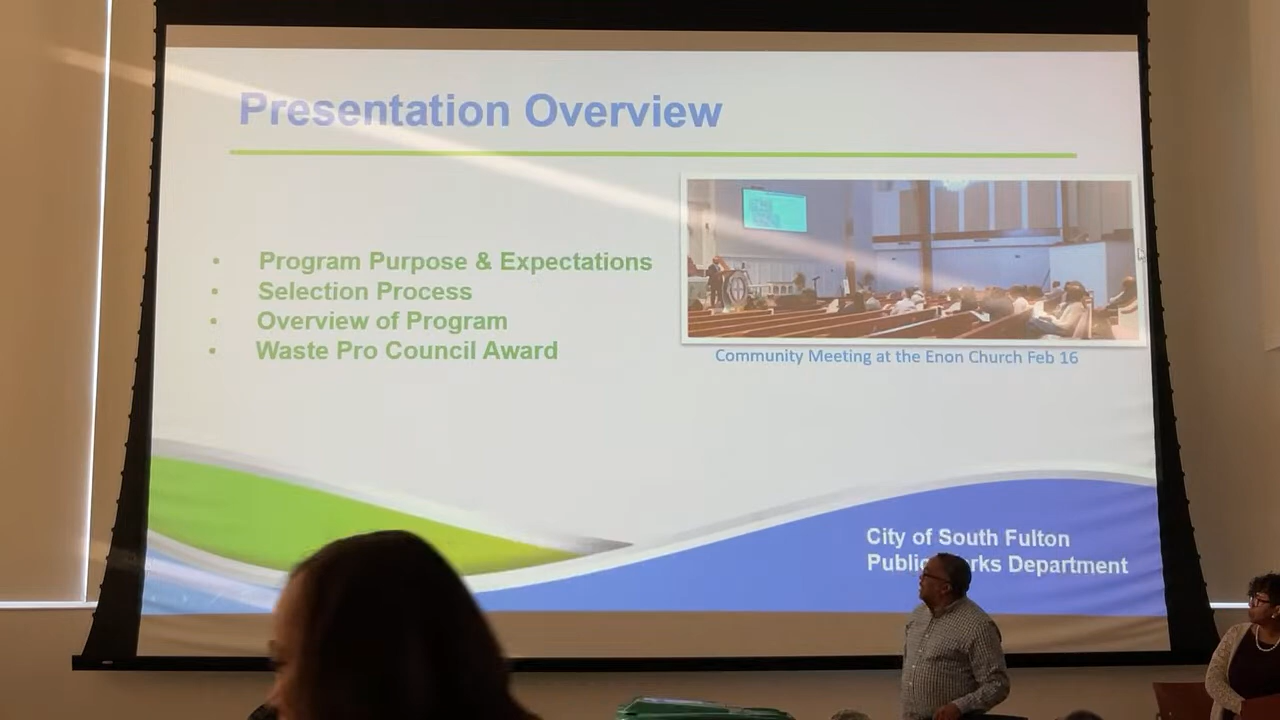 Presentation Overview
• Program Purpose & Expectations
• Selection Process
• Overview of Program
• Waste Pro Council Award
Community Meeting at the Enon Church Feb 16
City of South Fulton
Public rks Department